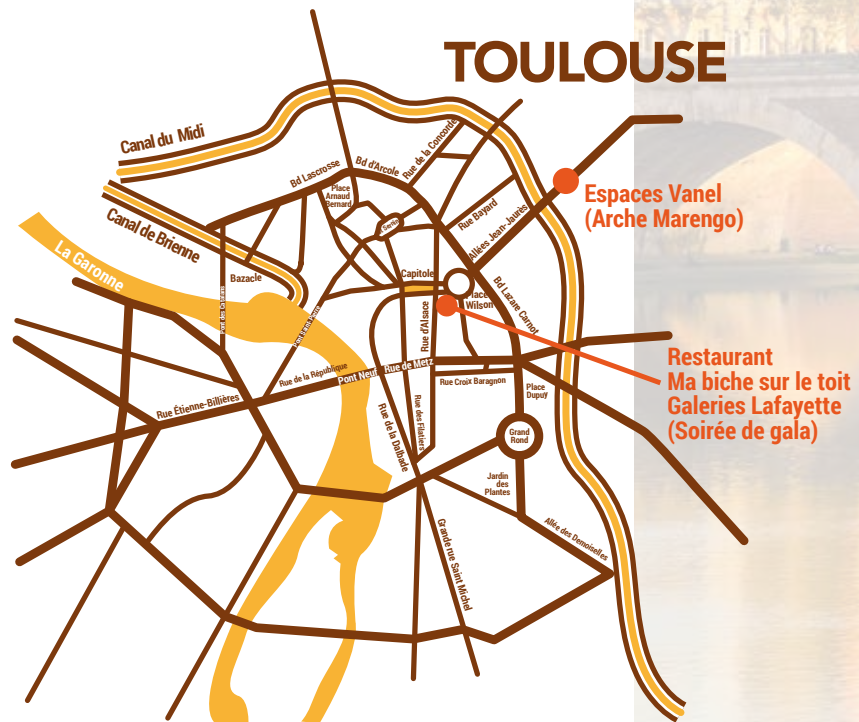 TOULOUSE
Canal du Midi
Bd Lascrosse
Bd d'Arcole
Rue de la Concorde
Place
Arnaud
Bernard
Espaces Vanel
(Arche Marengo)
Canal de Brienne
Rue Bayard
Allées Jean-Jaurès
La Garonne
Bazacle
Capitole
Place
Wilson
Bd Lazare Carnot
Pont Saint-Pierre
Rue d'Alsace
Restaurant
Ma biche sur le toit
Galeries Lafayette
(Soirée de gala)
Rue de la République
Pont Neuf
Rue de Metz
Rue Croix Baragnon
Place
Dupuy
Rue Étienne-Billières
Rue de la Dalbade
Rue des Filatiers
Grand
Rond
Jardin
des
Plantes
Grande rue Saint Michel
Allée des Demoiselles